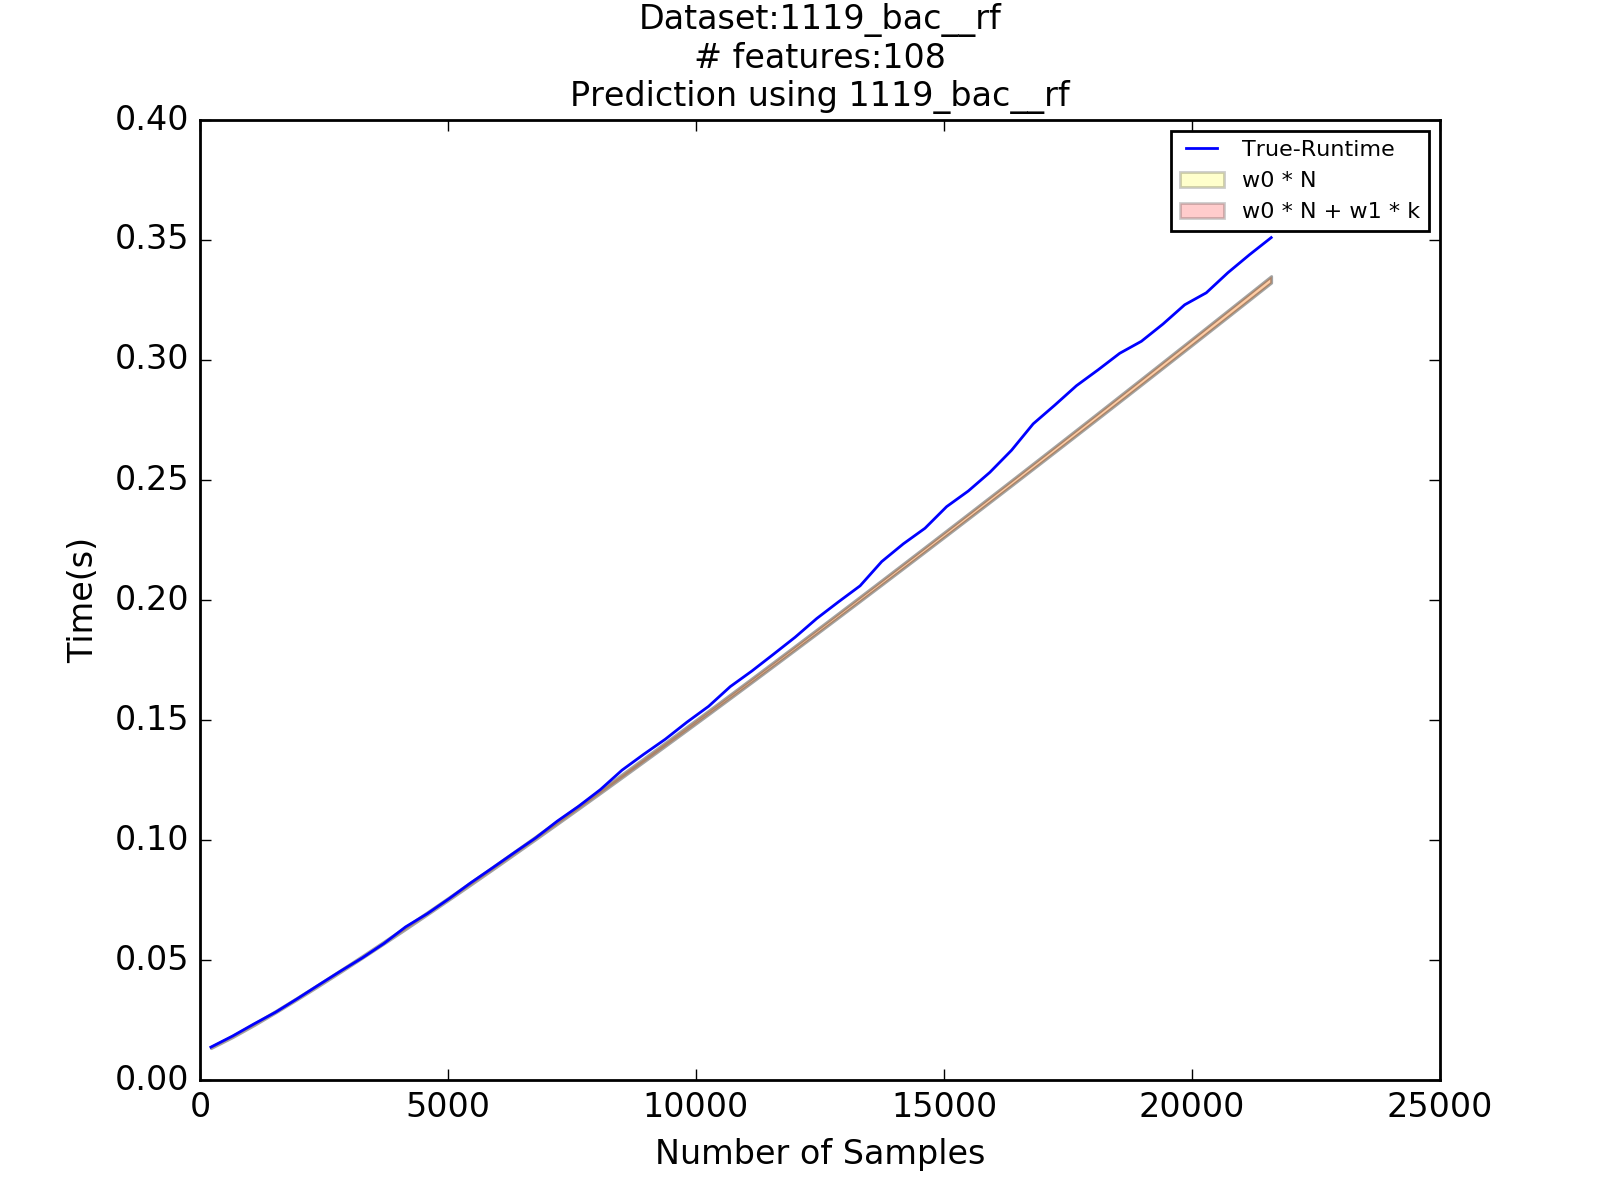 Dataset:1119_bac__rf
# features:108
Prediction using 1119_bac__rf
0.40
0.35
0.30
0.25
0.20
0.15
0.10
0.05
0.00
Time(s)
True-Runtime
w0 * N
w0 * N + w1 * k
0 5000 10000 15000 20000 25000
Number of Samples